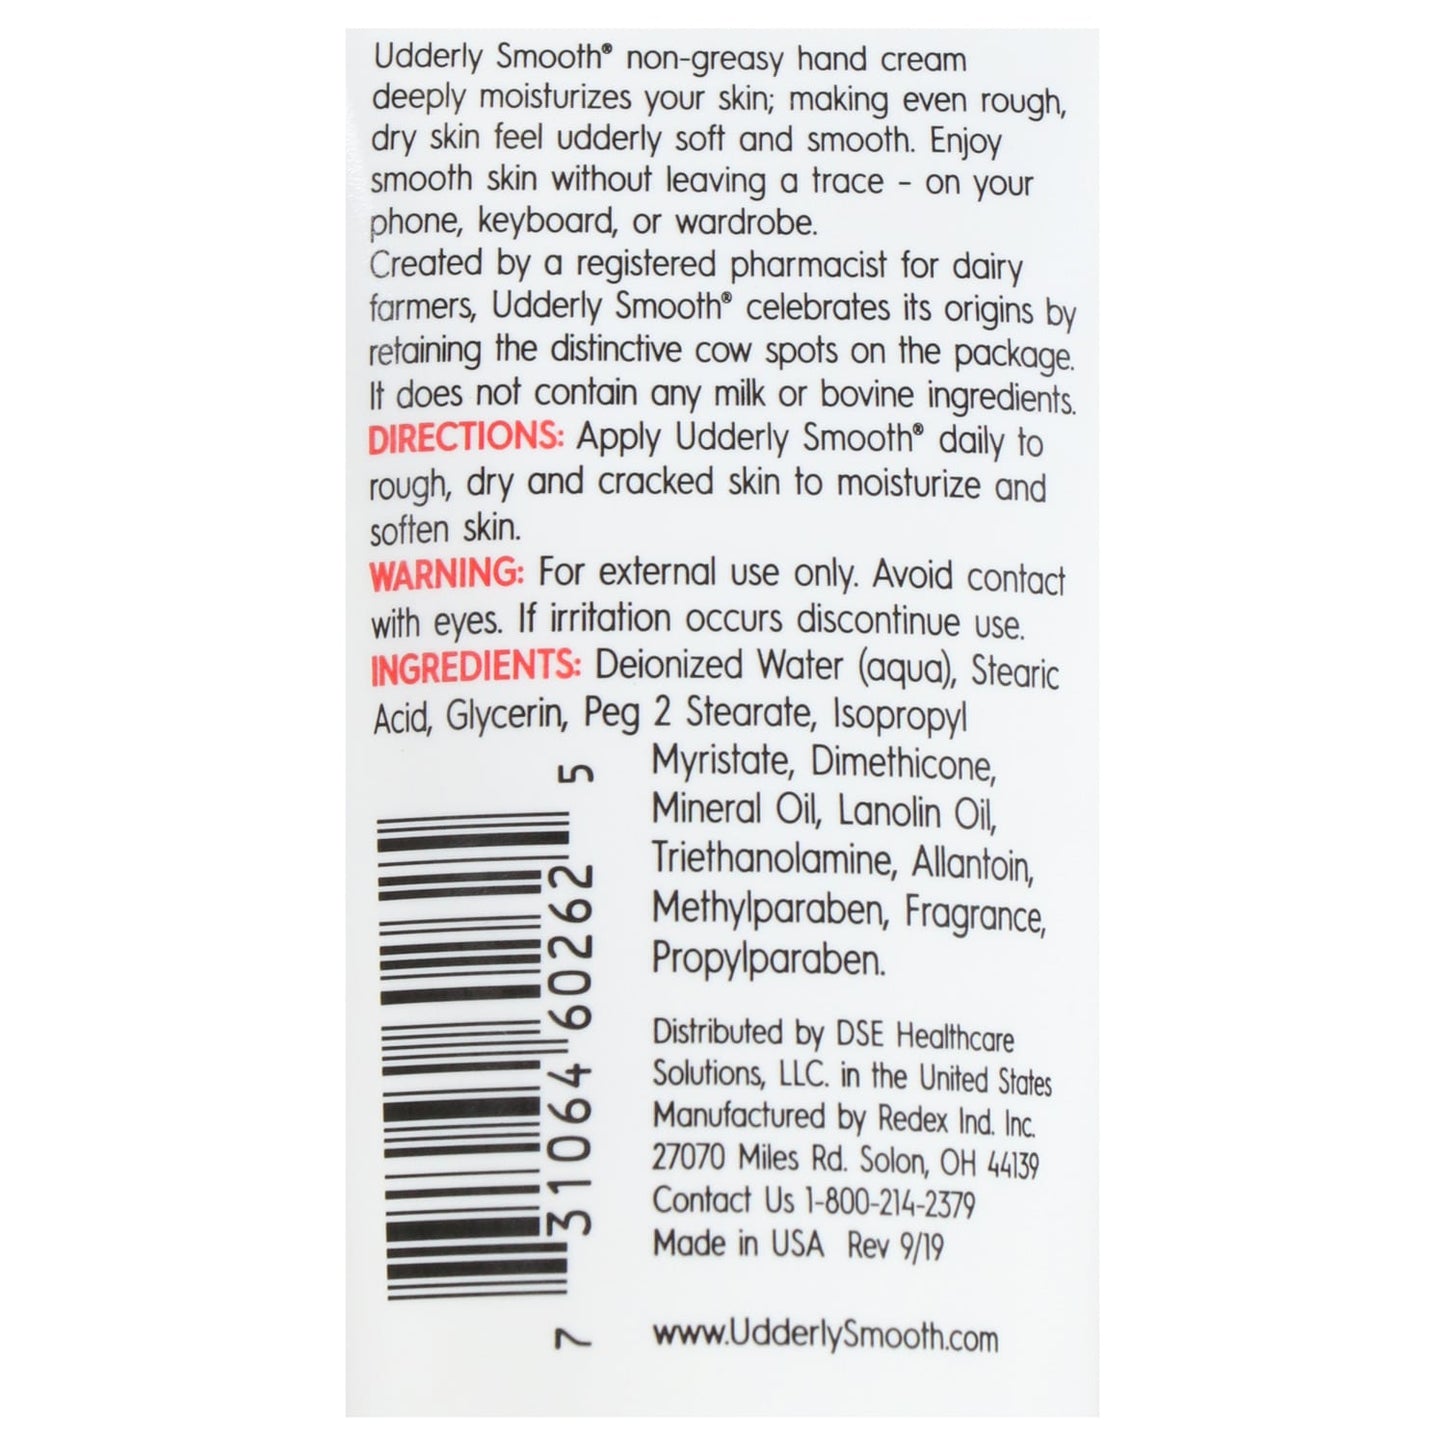 Udderly Smooth® non-greasy hand cream
deeply moisturizes your skin; making even rough,
dry skin feel udderly soft and smooth. Enjoy
smooth skin without leaving a trace - on your
phone, keyboard, or wardrobe.
Created by a registered pharmacist for dairy
farmers, Udderly Smooth® celebrates its origins by
retaining the distinctive cow spots on the package.
It does not contain any milk or bovine ingredients.
DIRECTIONS: Apply Udderly Smooth® daily to
rough, dry and cracked skin to moisturize and
soften skin.
WARNING: For external use only. Avoid contact
with eyes. If irritation occurs discontinue use.
INGREDIENTS: Deionized Water (aqua), Stearic
Acid, Glycerin, Peg 2 Stearate, Isopropyl
Myristate, Dimethicone,
Mineral Oil, Lanolin Oil,
Triethanolamine, Allantoin,
Methylparaben, Fragrance,
Propylparaben.
7 31064 60262 5
Distributed by DSE Healthcare
Solutions, LLC. in the United States
Manufactured by Redex Ind. Inc.
27070 Miles Rd. Solon, OH 44139
Contact Us 1-800-214-2379
Made in USA Rev 9/19
www.UdderlySmooth.com